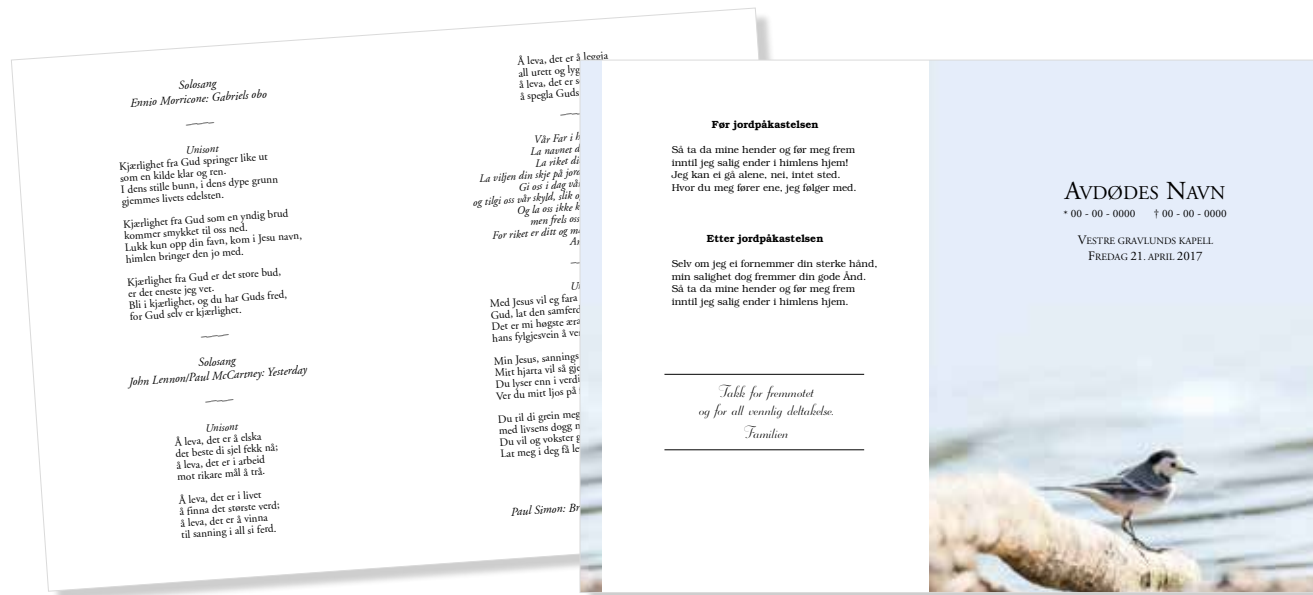 Solosang
Ennio Morricone: Gabriels obo
Unisont
Kjærlighet fra Gud springer like ut
som en kilde klar og ren.
I dens stille bunn, i dens dype grunn
gjemmes livets edelsten.
Kjærlighet fra Gud som en yndig brud
kommer smykket til oss ned.
Lukk kun opp din favn, kom i Jesu navn,
himlen bringer den jo med.
Kjærlighet fra Gud er det store bud,
er det eneste jeg vet.
Bli i kjærlighet, og du har Guds fred,
for Gud selv er kjærlighet.
Solosang
John Lennon/Paul McCartney: Yesterday
Unisont
Å leva, det er å elska
det beste di sjel fekk nå;
å leva, det er i arbeid
mot rikare mål å trå.
Å leva, det er i livet
å finna det største verd;
å leva, det er å vinna
til sanning i all si ferd.
Å leva, det er å leggja
all urett og
å leva, det er
å spegla Guds
Vår Far i
La navnet
La riket
La viljen din skje på
Gi oss i dag
og tilgi oss vår skyld, slik
Og la oss ikke
men frels oss
For riket er ditt og
Med Jesus vil eg fara
Gud, lat den
Det er mi høgste
hans fylgjesvein å
Min Jesus,
Mitt hjarta vil så
Du lyser enn i
Ver du mitt ljos på
Du til di grein meg
med livsens dogg
Du vil og vokster
Lat meg i deg få
Paul Simon:
Før jordpåkastelsen
Så ta da mine hender og før meg frem
inntil jeg salig ender i himlens hjem!
Jeg kan ei gå alene, nei, intet sted.
Hvor du meg fører ene, jeg følger med.
Etter jordpåkastelsen
Selv om jeg ei fornemmer din sterke hånd,
min salighet dog fremmer din gode Ånd.
Så ta da mine hender og før meg frem
inntil jeg salig ender i himlens hjem.
Takk for fremmøtet
og for all vennlig deltakelse.
Familien
Avdødes Navn
* 00 - 00 - 0000 † 00 - 00 - 0000
Vestre gravlunds kapell
Fredag 21. april 2017